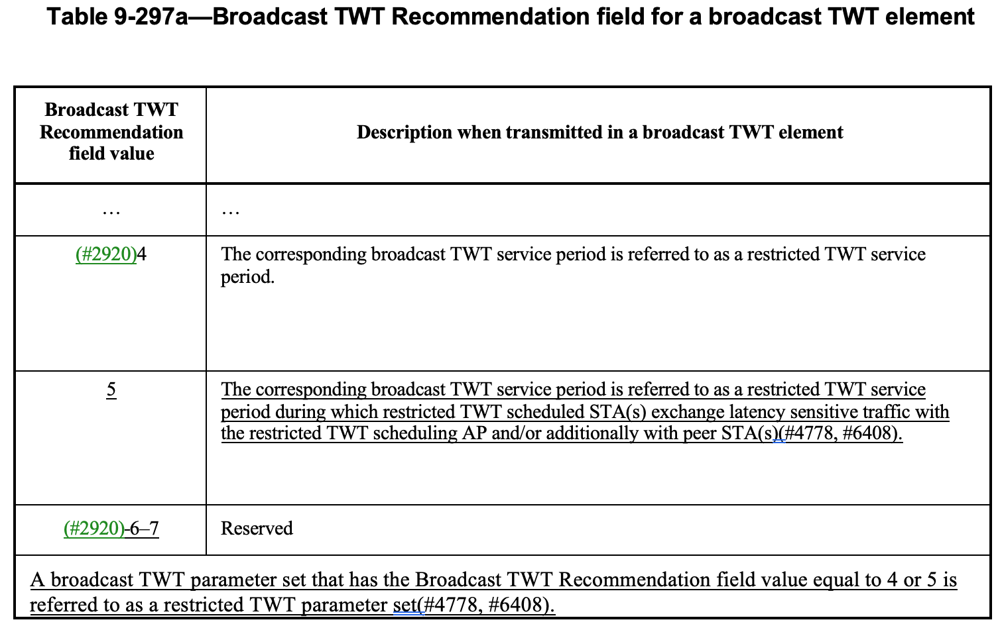 Table 9-297a—Broadcast TWT Recommendation field for a broadcast TWT element
Broadcast TWT
Recommendation
field value
Description when transmitted in a broadcast TWT element
…
…
(#2920)4
The corresponding broadcast TWT service period is referred to as a restricted TWT service
period.
5
The corresponding broadcast TWT service period is referred to as a restricted TWT service
period during which restricted TWT scheduled STA(s) exchange latency sensitive traffic with
the restricted TWT scheduling AP and/or additionally with peer STA(s)(#4778, #6408).
(#2920)-6–7
Reserved
A broadcast TWT parameter set that has the Broadcast TWT Recommendation field value equal to 4 or 5 is
referred to as a restricted TWT parameter set(#4778, #6408).